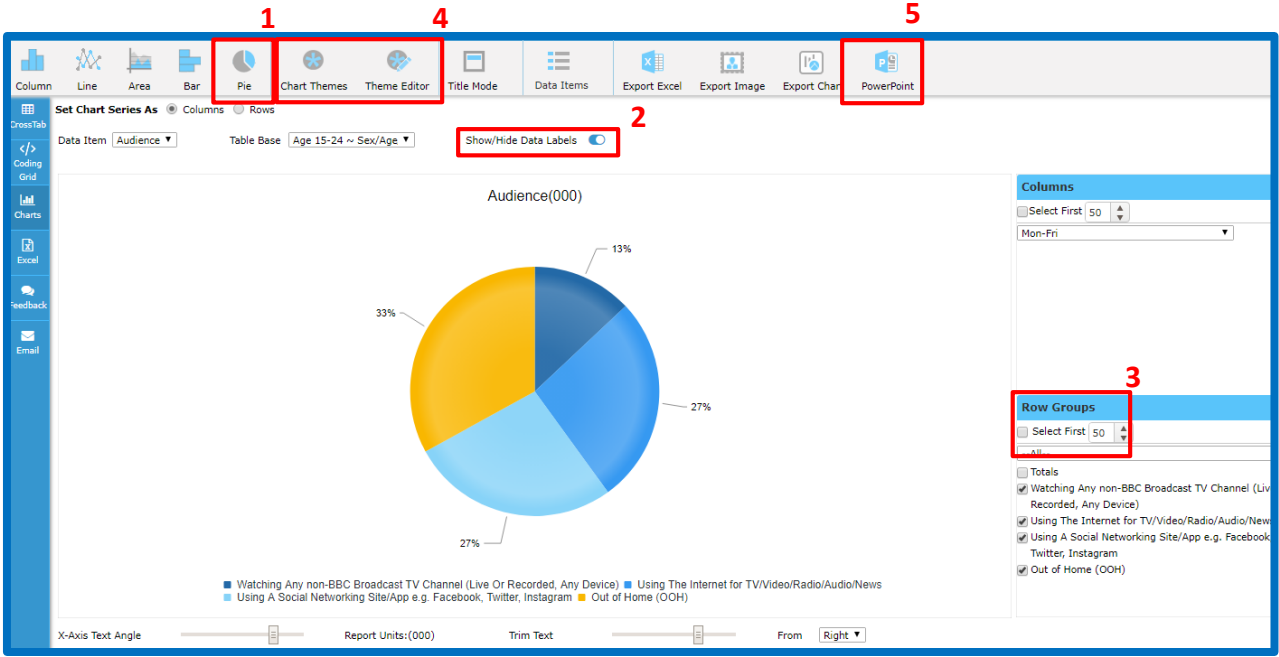 1 4 5
Column Line Area Bar Pie Chart Themes Theme Editor Title Mode Data Items Export Excel Export Image Export Char PowerPoint
CrossTab
</>
Coding
Grid
Charts
Excel
Feedback
Email
Set Chart Series As Columns Rows
2
Data Item Audience ▼ Table Base Age 15-24 ~ Sex/Age ▼ Show/Hide Data Labels
Audience(000)
13%
33%
27%
27%
Watching Any non-BBC Broadcast TV Channel (Live Or Recorded, Any Device) Using The Internet for TV/Video/Radio/Audio/News
Using A Social Networking Site/App e.g. Facebook, Twitter, Instagram Out of Home (OOH)
Columns
Select First 50
Mon-Fri ▼
3
Row Groups
Select First 50
--All--
Totals
Watching Any non-BBC Broadcast TV Channel (Liv
Recorded, Any Device)
Using The Internet for TV/Video/Radio/Audio/New
Using A Social Networking Site/App e.g. Facebook
Twitter, Instagram
Out of Home (OOH)
X-Axis Text Angle Report Units:(000) Trim Text From Right ▼